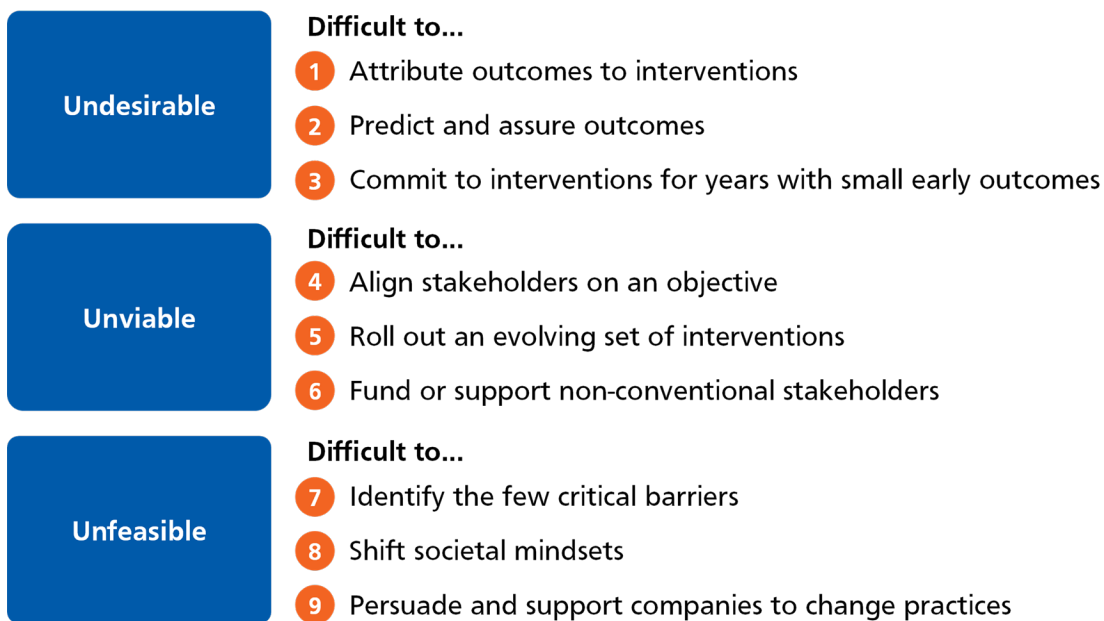 Undesirable
Difficult to...
1 Attribute outcomes to interventions
2 Predict and assure outcomes
3 Commit to interventions for years with small early outcomes
Unviable
Difficult to...
4 Align stakeholders on an objective
5 Roll out an evolving set of interventions
6 Fund or support non-conventional stakeholders
Unfeasible
Difficult to...
7 Identify the few critical barriers
8 Shift societal mindsets
9 Persuade and support companies to change practices